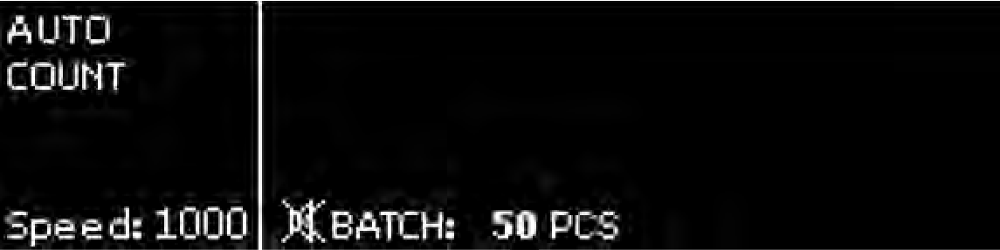 AUTO
COUNT
Speed: 1000
BATCH: 50 PCS